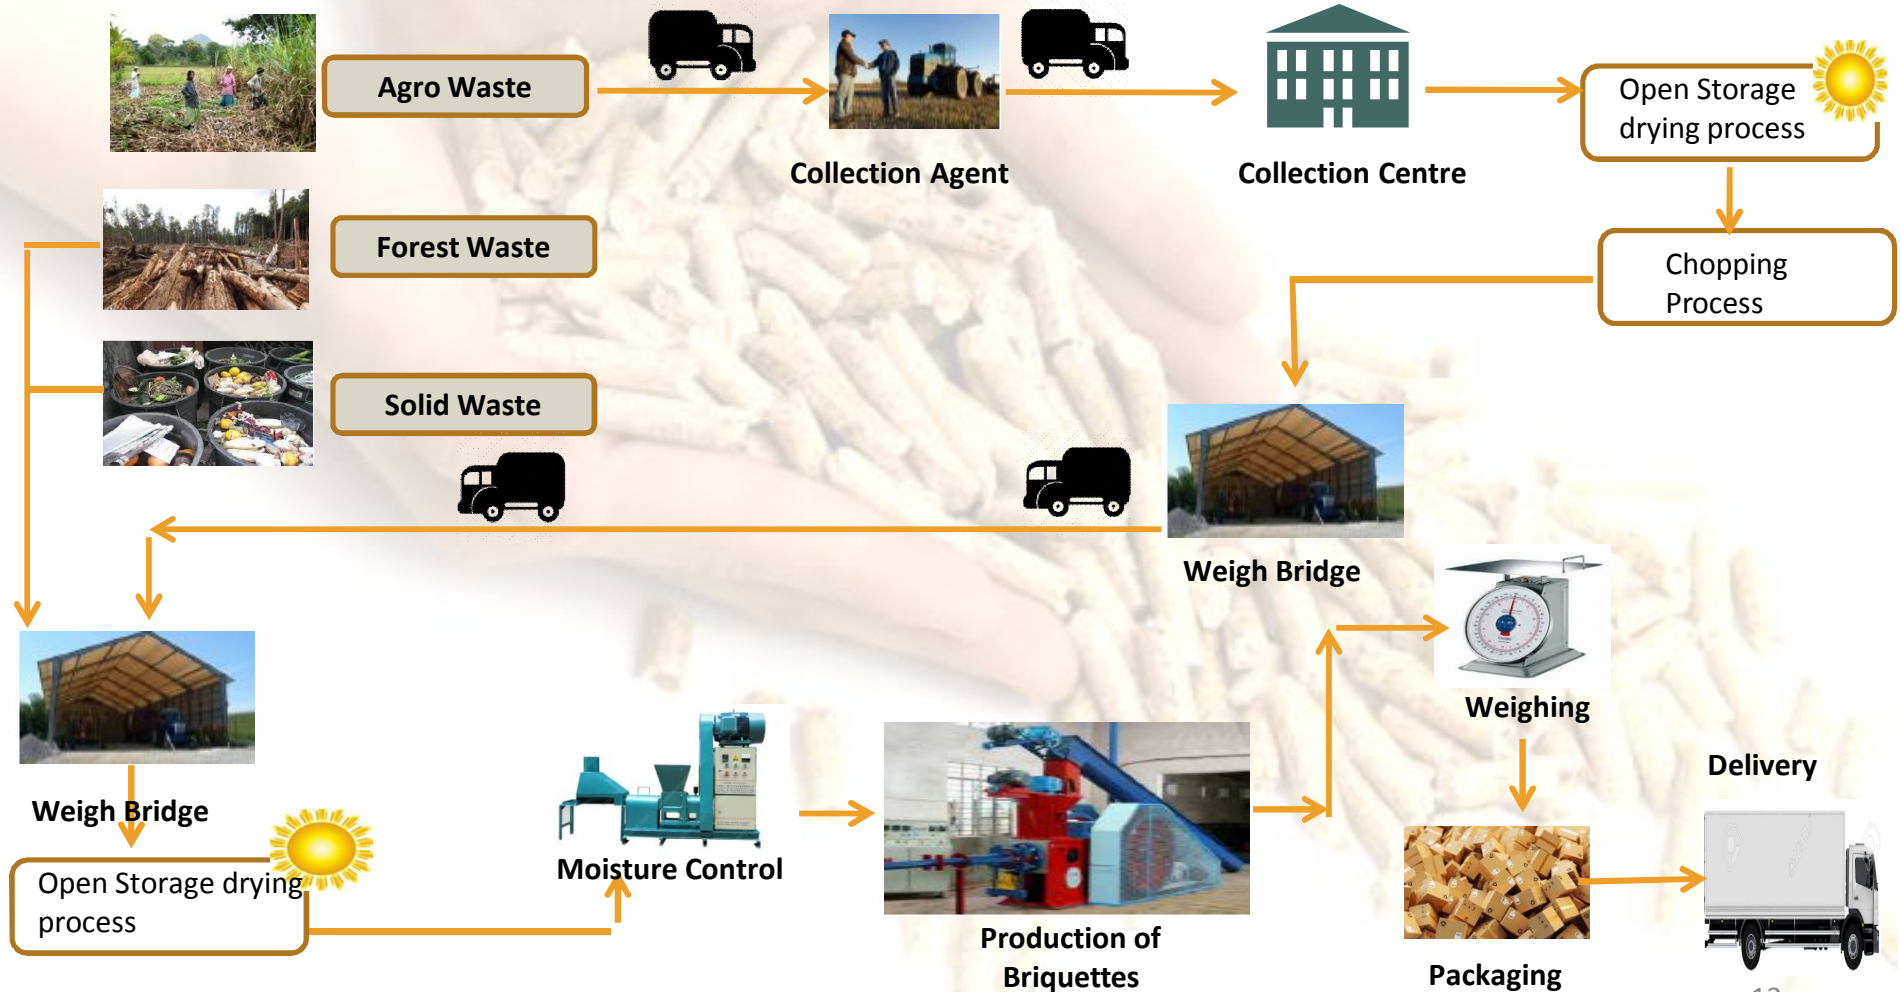 Agro Waste
Collection Agent
Collection Centre
Open Storage
drying process
Forest Waste
Chopping
Process
Solid Waste
Weigh Bridge
Weighing
Delivery
Weigh Bridge
Moisture Control
Open Storage drying
process
Production of
Briquettes
Packaging